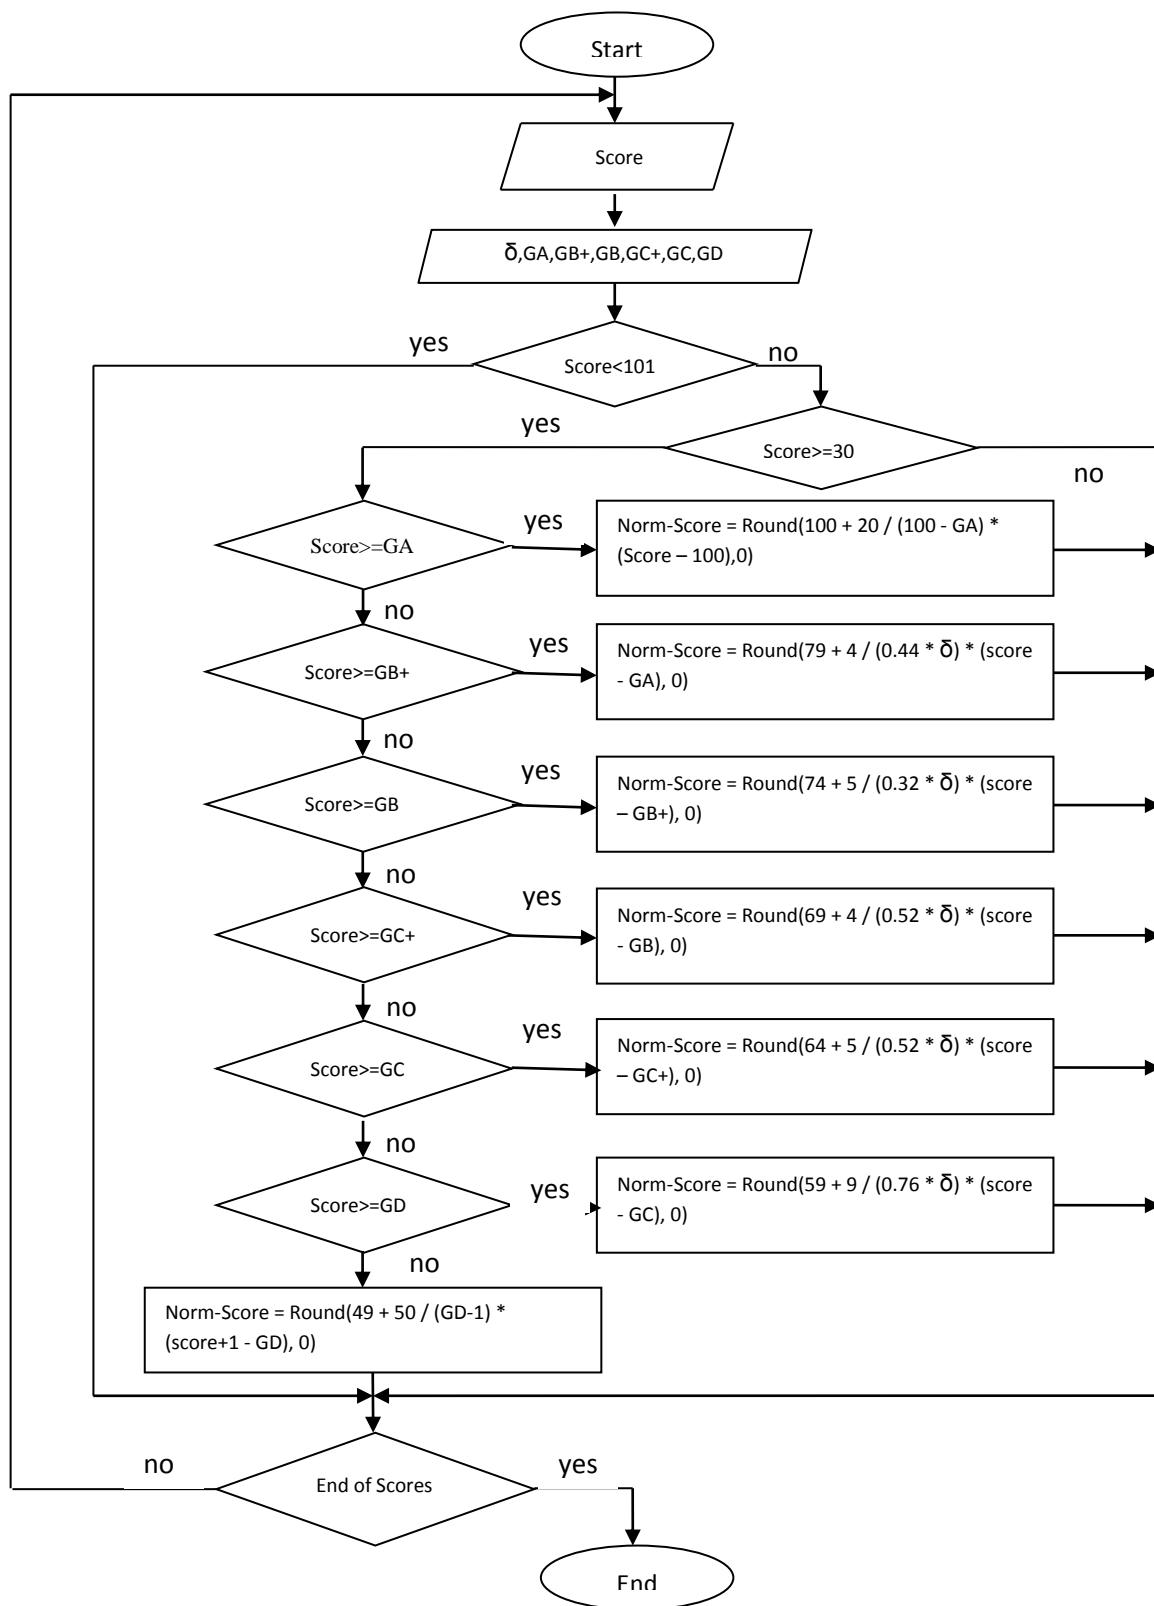 Start
Score
δ,GA,GB+,GB,GC+,GC,GD
yes
Score<101
no
yes
Score>=30
no
Score>=GA
yes
Norm-Score = Round(100 + 20 / (100 - GA) *
(Score – 100),0)
no
Score>=GB+
yes
Norm-Score = Round(79 + 4 / (0.44 * δ) * (score
- GA), 0)
no
Score>=GB
yes
Norm-Score = Round(74 + 5 / (0.32 * δ) * (score
– GB+), 0)
no
Score>=GC+
yes
Norm-Score = Round(69 + 4 / (0.52 * δ) * (score
- GB), 0)
no
Score>=GC
yes
Norm-Score = Round(64 + 5 / (0.52 * δ) * (score
– GC+), 0)
no
Score>=GD
yes
Norm-Score = Round(59 + 9 / (0.76 * δ) * (score
- GC), 0)
no
Norm-Score = Round(49 + 50 / (GD-1) *
(score+1 - GD), 0)
no
End of Scores
yes
End